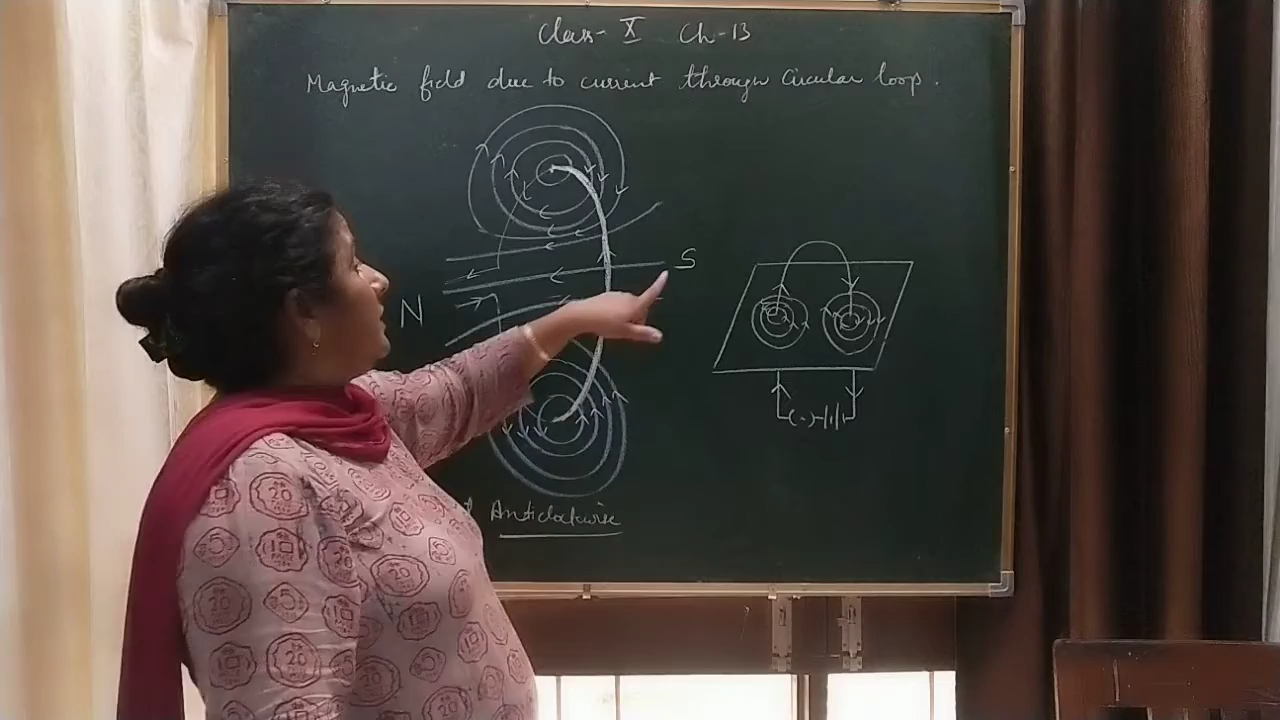 Class- X Ch-13
Magnetic field due to current through Circular loop.
S
N
Anticlockwise